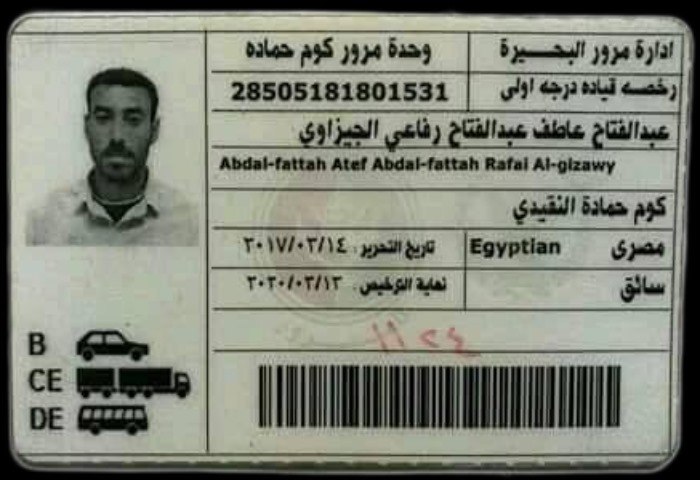 ادارة مرور البحيرة
وحدة مرور كوم حماده
رخصه قياده درجه اولى
28505181801531
عبدالفتاح عاطف عبدالفتاح رفاعي الجيزاوي
Abdal-fattah Atef Abdal-fattah Rafai Al-gizawy
كوم حمادة النقيدي
مصرى Egyptian
تاريخ التحرير: ٢٠١٧/٠٣/١٤
سائق
نهاية الترخيص: ٢٠٢٠/٠٣/١٣
B
CE
DE